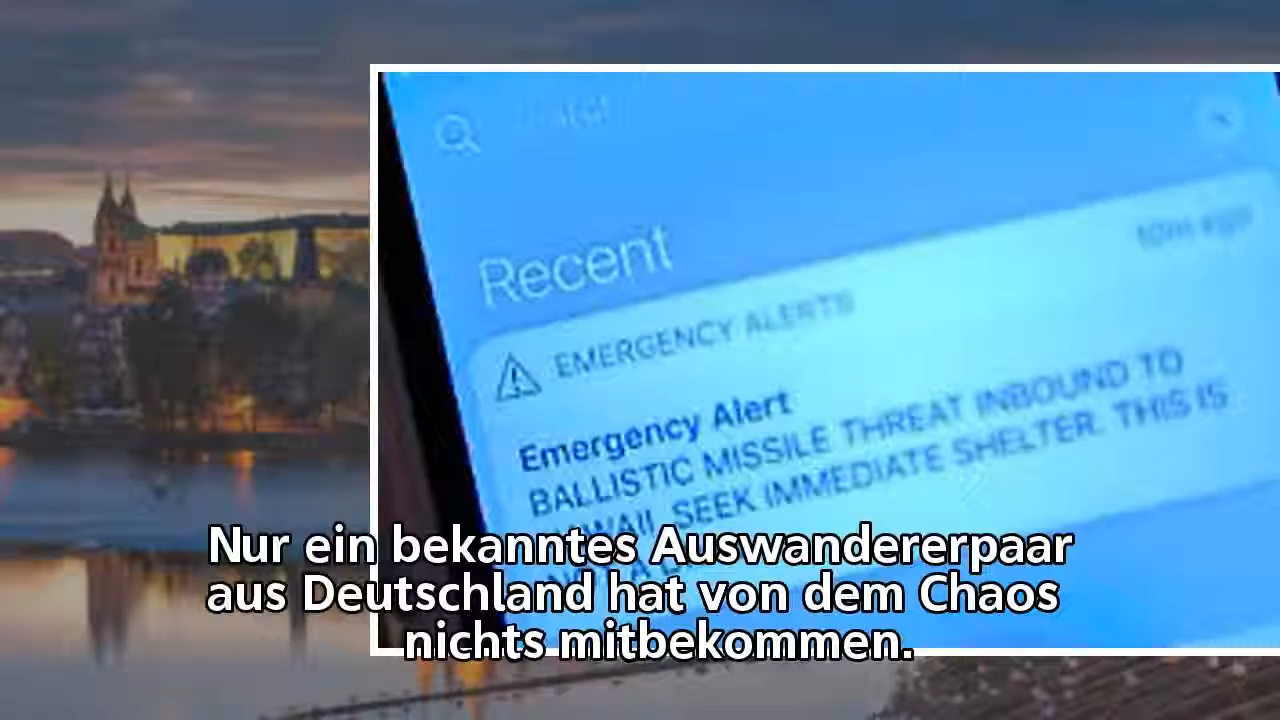 Recent
EMERGENCY ALERTS
Emergency Alert
BALLISTIC MISSILE THREAT INBOUND TO
SEEK IMMEDIATE SHELTER. THIS IS
Nur ein bekanntes Auswandererpaar
aus Deutschland hat von dem Chaos
nichts mitbekommen.